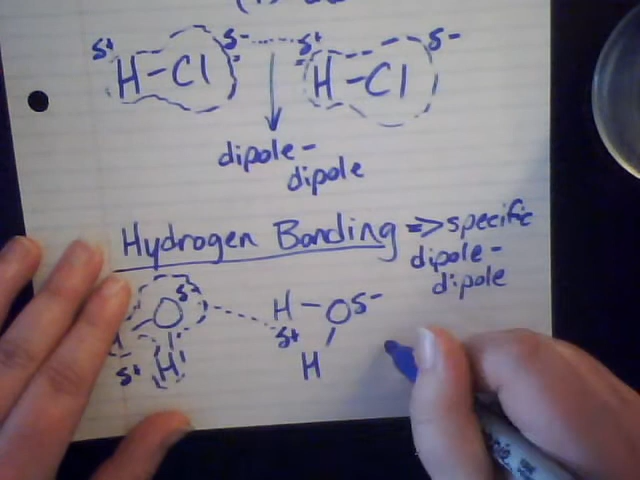 δ+ δ- δ+ δ-
H-Cl H-Cl
dipole-
dipole
Hydrogen Bonding => specific
dipole-
dipole
O δ- H - O δ-
δ+
δ+ H H